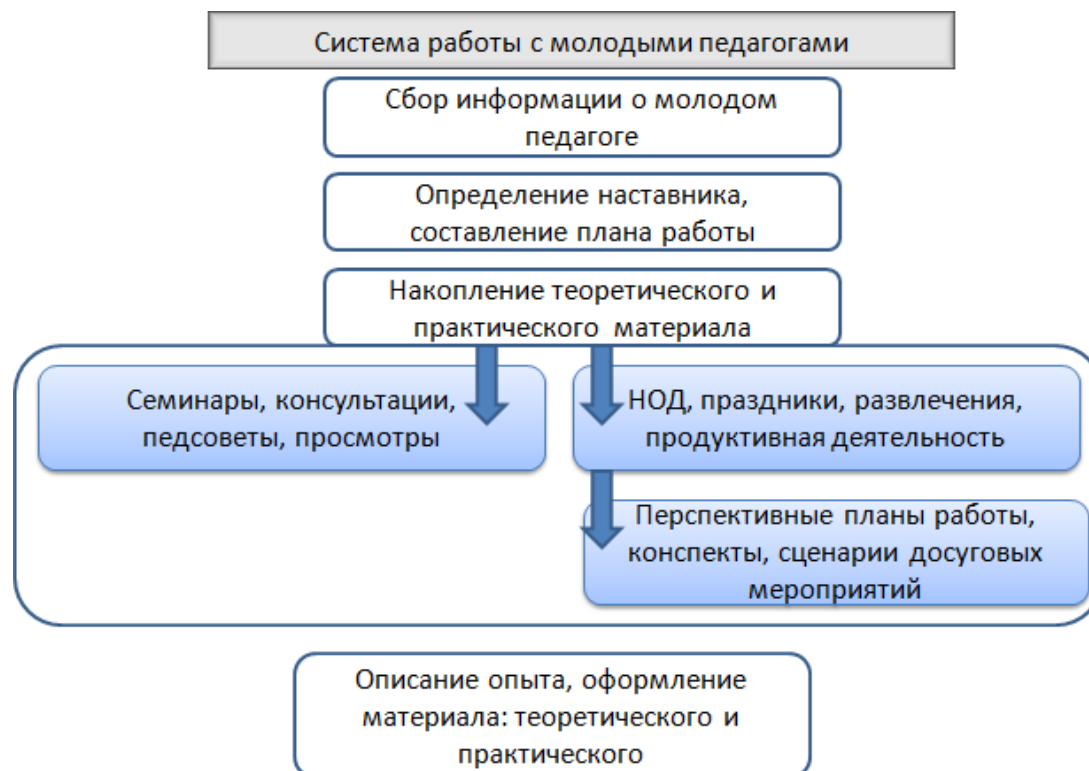 Система работы с молодыми педагогами
Сбор информации о молодом
педагоге
Определение наставника,
составление плана работы
Накопление теоретического и
практического материала
Семинары, консультации,
педсоветы, просмотры
НОД, праздники, развлечения,
продуктивная деятельность
Перспективные планы работы,
конспекты, сценарии досуговых
мероприятий
Описание опыта, оформление
материала: теоретического и
практического